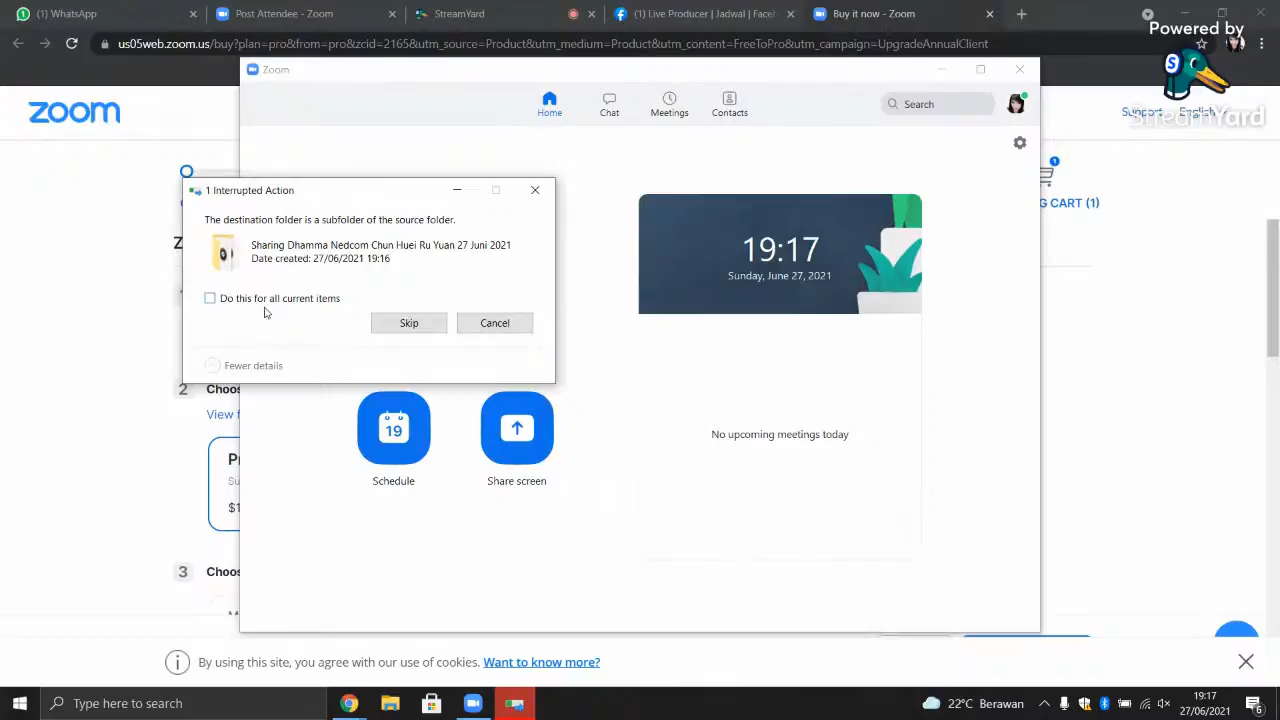 WhatsApp
Post Attendee - Zoom
StreamYard
(1) Live Producer | Jadwal | Facel
Buy it now - Zoom
us05web.zoom.us/buy?plan=pro&from=pro&zcid=2165&utm_source=Product&utm_medium=Product&utm_content=FreeToPro&utm_campaign=UpgradeAnnualClient
Powered by
StreamYard
zoom
Support
English
Zoom
Home
Chat
Meetings
Contacts
Search
1
G CART (1)
1 Interrupted Action
The destination folder is a subfolder of the source folder.
Sharing Dhamma Nedcom Chun Huei Ru Yuan 27 Juni 2021
Date created: 27/06/2021 19:16
Do this for all current items
Skip
Cancel
Fewer details
19:17
Sunday, June 27, 2021
No upcoming meetings today
2
Choos
View f
Pr
Su
$1
19
Schedule
Share screen
3
Choos
By using this site, you agree with our use of cookies. Want to know more?
Type here to search
22°C Berawan
19:17
27/06/2021
6